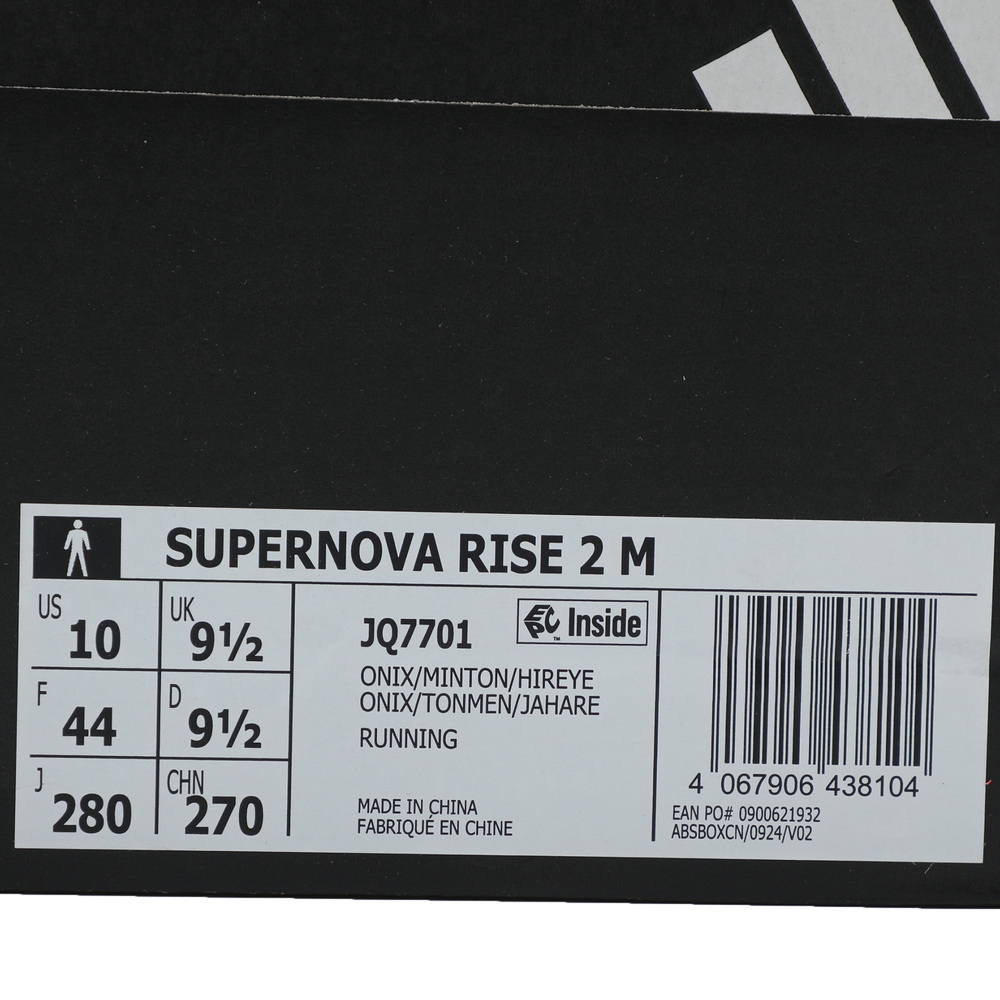 SUPERNOVA RISE 2 M
US 10
UK 9½
F 44
D 9½
J 280
CHN 270
JQ7701
EPC Inside
™
ONIX/MINTON/HIREYE
ONIX/TONMEN/JAHARE
RUNNING
MADE IN CHINA
FABRIQUÉ EN CHINE
4 067906 438104
EAN PO# 0900621932
ABSBOXCN/0924/V02